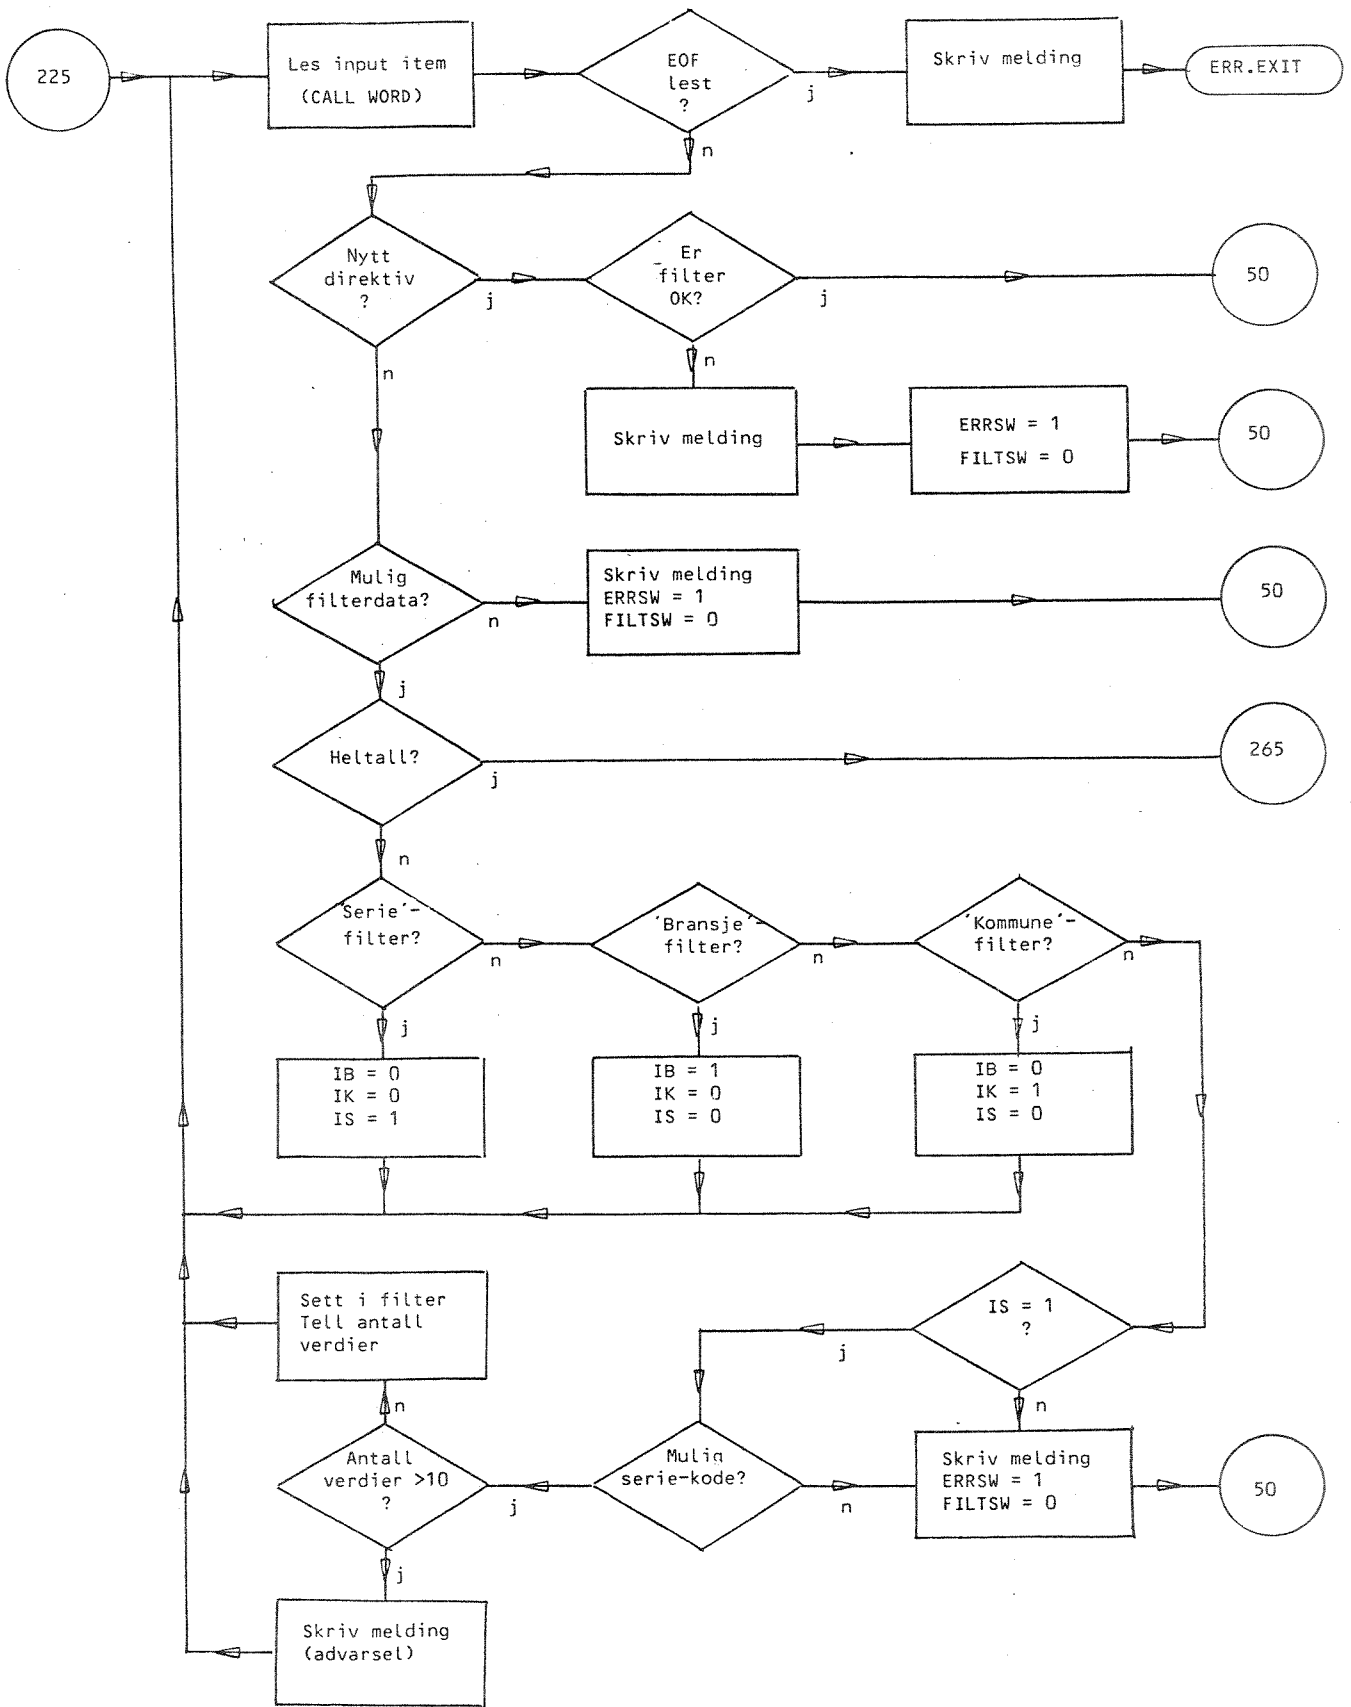 225
Les input item
(CALL WORD)
EOF
lest
?
j
Skriv melding
ERR.EXIT
n
Nytt
direktiv
?
j
Er
filter
OK?
j
50
n
n
Skriv melding
ERRSW = 1
FILTSW = 0
50
Mulig
filterdata?
n
Skriv melding
ERRSW = 1
FILTSW = 0
50
j
Heltall?
j
265
n
'Serie'-
filter?
n
'Bransje'-
filter?
n
'Kommune'-
filter?
n
j
j
j
IB = 0
IK = 0
IS = 1
IB = 1
IK = 0
IS = 0
IB = 0
IK = 1
IS = 0
Sett i filter
Tell antall
verdier
IS = 1
?
j
n
n
Antall
verdier >10
?
j
Mulig
serie-kode?
n
Skriv melding
ERRSW = 1
FILTSW = 0
50
j
Skriv melding
(advarsel)